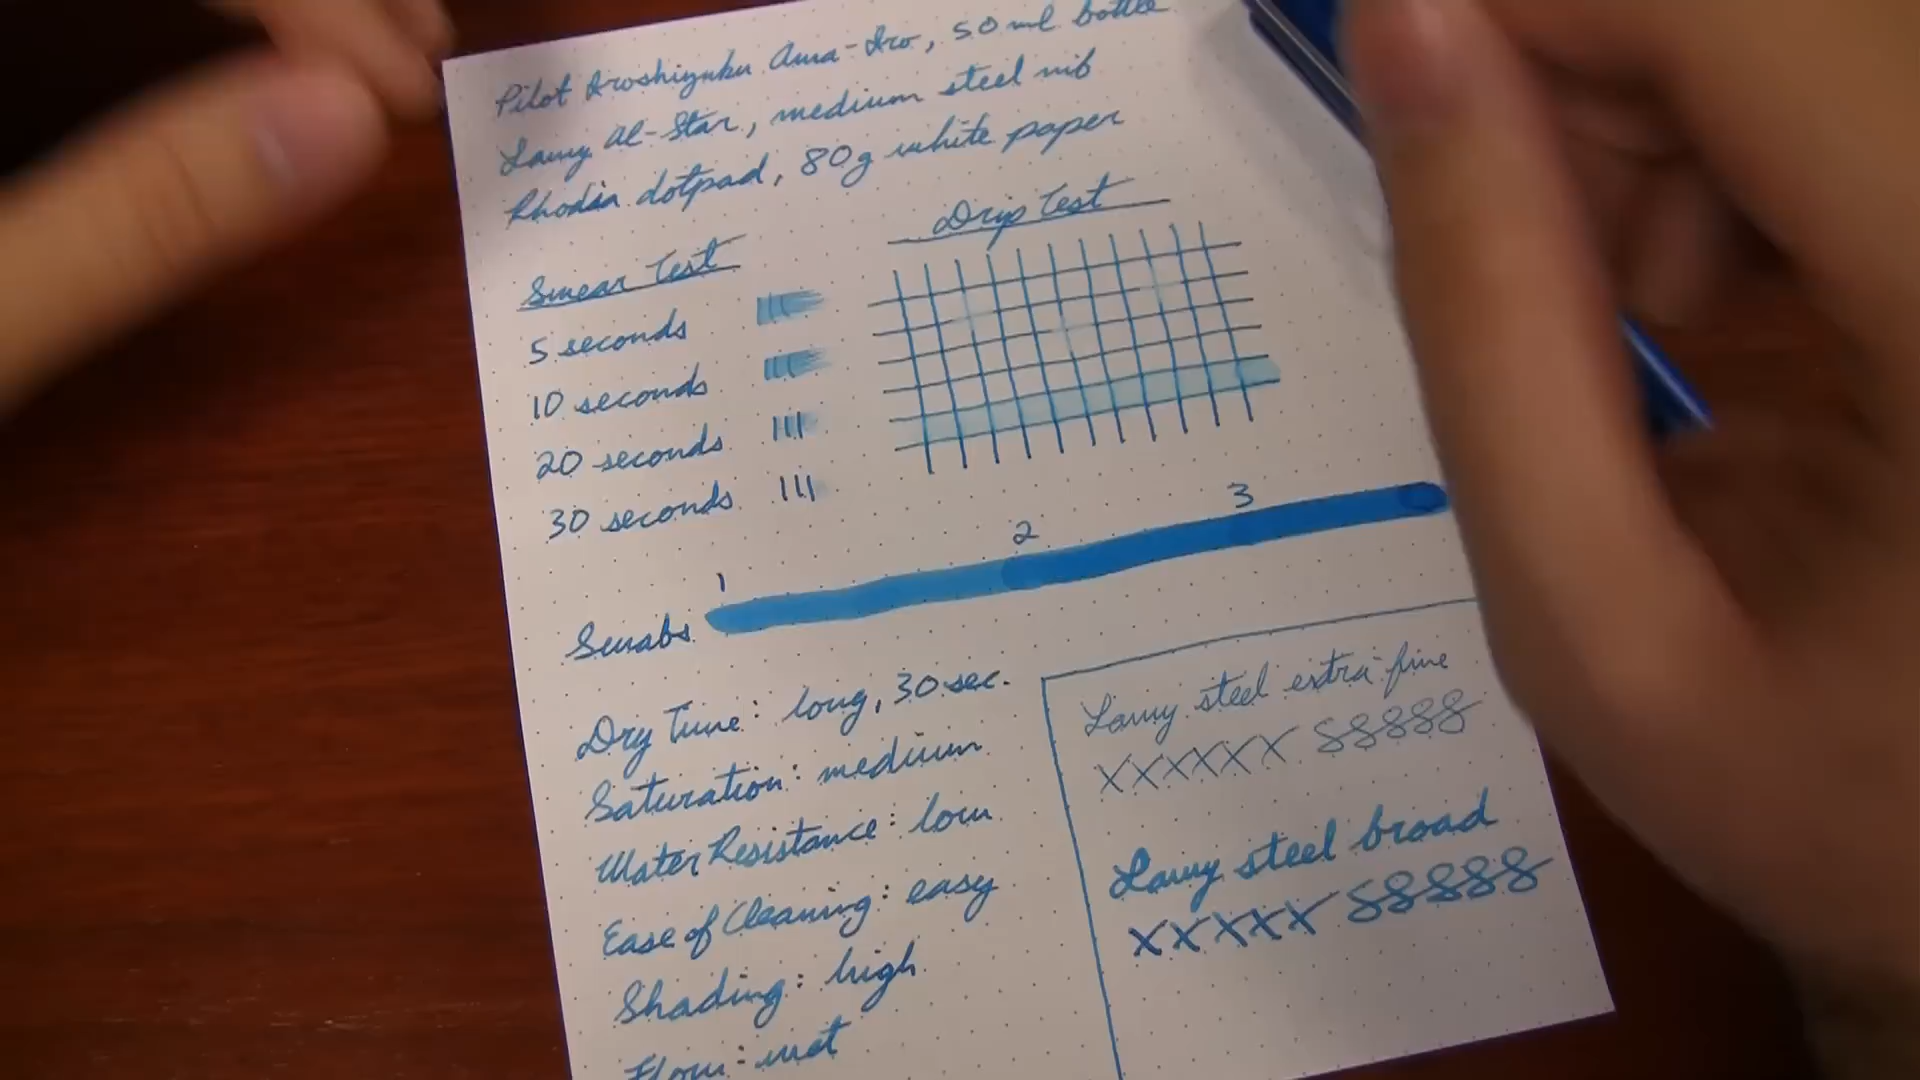 Pilot Iroshizuku Ama-Iro, 50 ml bottle
Lamy Al-Star, medium steel nib
Rhodia dotpad, 80g white paper
Smear Test
5 seconds
10 seconds
20 seconds
30 seconds
Drip Test
1 2 3
Swabs
Dry Time: long, 30 sec.
Saturation: medium
Water Resistance: low
Ease of Cleaning: easy
Shading: high
Flow: wet
Lamy steel extra-fine
XXXXXX 88888
Lamy steel broad
XXXXX 88888